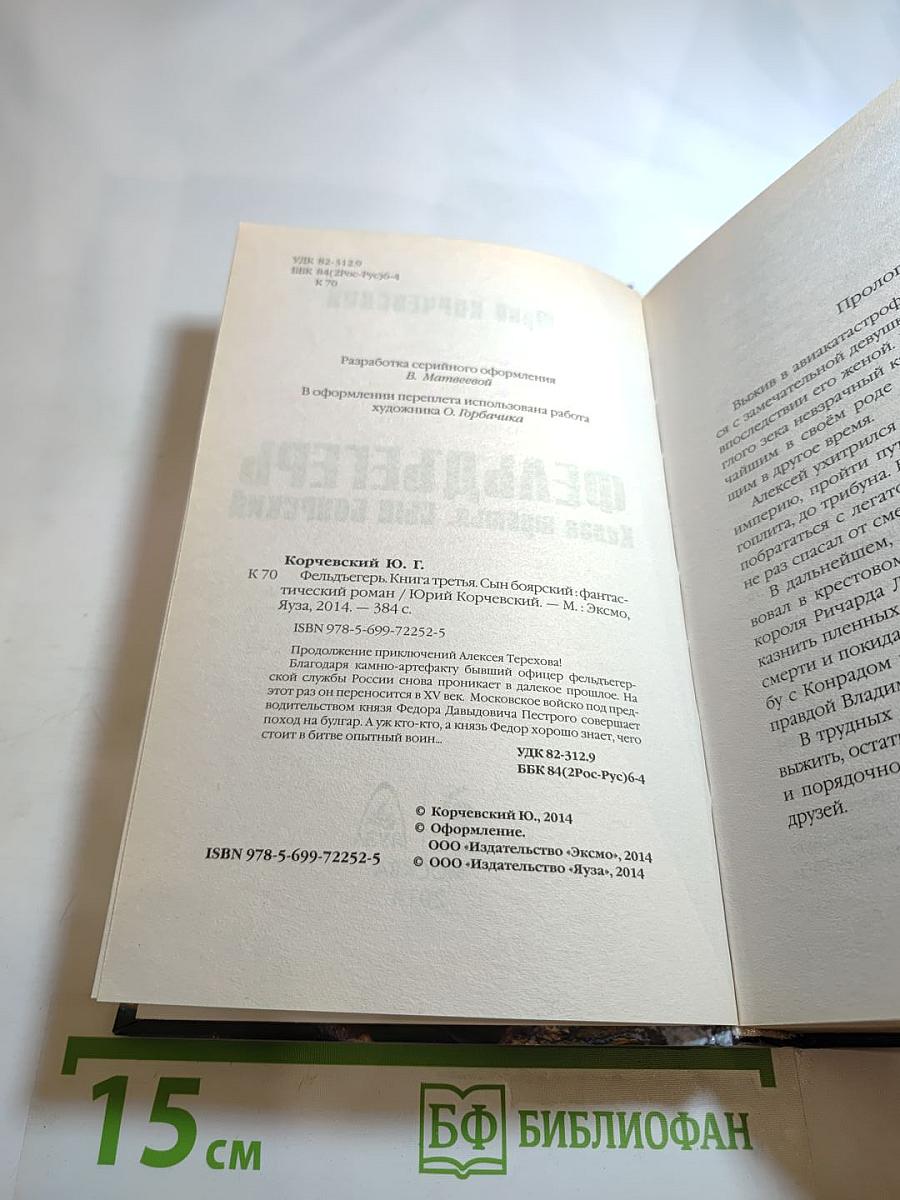 УДК 82-312.9
ББК 84(2Рос-Рус)6-4
К 70
Разработка серийного оформления
В. Матвеевой
В оформлении переплета использована работа
художника О. Горбачика
Корчевский Ю. Г.
К 70 Фельдъегерь. Книга третья. Сын боярский : фантас-
тический роман / Юрий Корчевский. — М. : Эксмо,
Яуза, 2014. — 384 с.
ISBN 978-5-699-72252-5
Продолжение приключений Алексея Терехова!
Благодаря камню-артефакту бывший офицер фельдъегер-
ской службы России снова проникает в далекое прошлое. На
этот раз он переносится в XV век. Московское войско под пред-
водительством князя Федора Давыдовича Пестрого совершает
поход на булгар. А уж кто-кто, а князь Федор хорошо знает, чего
стоит в битве опытный воин...
УДК 82-312.9
ББК 84(2Рос-Рус)6-4
© Корчевский Ю., 2014
© Оформление.
ООО «Издательство «Эксмо», 2014
ISBN 978-5-699-72252-5 © ООО «Издательство «Яуза», 2014
Пролог
Выжив в авиакатастроф
ся с замечательной девуш
впоследствии его женой.
глого зека невзрачный к
чайшим в своём роде
щим в другое время.
Алексей ухитрился
империю, пройти пут
гоплита, до трибуна.
побрататься с легато
не раз спасал от сме
В дальнейшем,
вовал в крестовом
короля Ричарда Л
казнить пленных
смерти и покида
бу с Конрадом
правдой Владим
В трудных
выжить, остать
и порядочно
друзей.
15 см
БФ БИБЛИОФАН